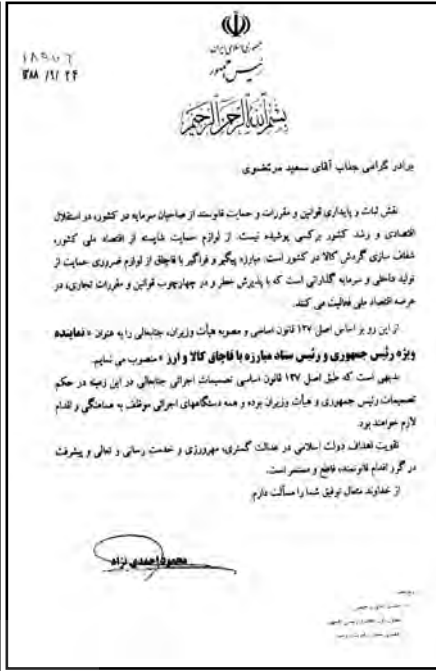 جمهوری اسلامی ایران
رئیس جمهور
۱۸۹۰۶
۱۳۸۸ /۹/ ۲۴
بسم الله الرحمن الرحیم
برادر گرامی جناب آقای سعید مرتضوی
نقش ثبات و پایداری قوانین و مقررات و حمایت قانونمند از صاحبان سرمایه در کشور، در استقلال
اقتصادی و رشد کشور برکسی پوشیده نیست. از لوازم حمایت شایسته از اقتصاد ملی کشور،
شفاف سازی گردش کالا در کشور است. مبارزه پیگیر و فراگیر با قاچاق از لوازم ضروری حمایت از
تولید داخلی و سرمایه گذارانی است که با پذیرش خطر و در چهارچوب قوانین و مقررات تجاری، در
عرصه اقتصاد ملی فعالیت می کنند.
از این رو بر اساس اصل ۱۲۷ قانون اساسی و مصوبه هیأت وزیران، جنابعالی را به عنوان « نماینده
ویژه رئیس جمهوری و رئیس ستاد مبارزه با قاچاق کالا و ارز » منصوب می نمایم.
بدیهی است که طبق اصل ۱۲۷ قانون اساسی تصمیمات اجرائی جنابعالی در این زمینه در حکم
تصمیمات رئیس جمهوری و هیأت وزیران بوده و همه دستگاههای اجرائی موظف به هماهنگی و اقدام
لازم خواهند بود.
تقویت اهداف دولت اسلامی در عدالت گستری، مهرورزی و خدمت رسانی و تعالی و پیشرفت
در گرو اقدام قانونمند، قاطع و مستمر است.
از خداوند متعال توفیق شما را مسألت دارم.
محمود احمدی نژاد